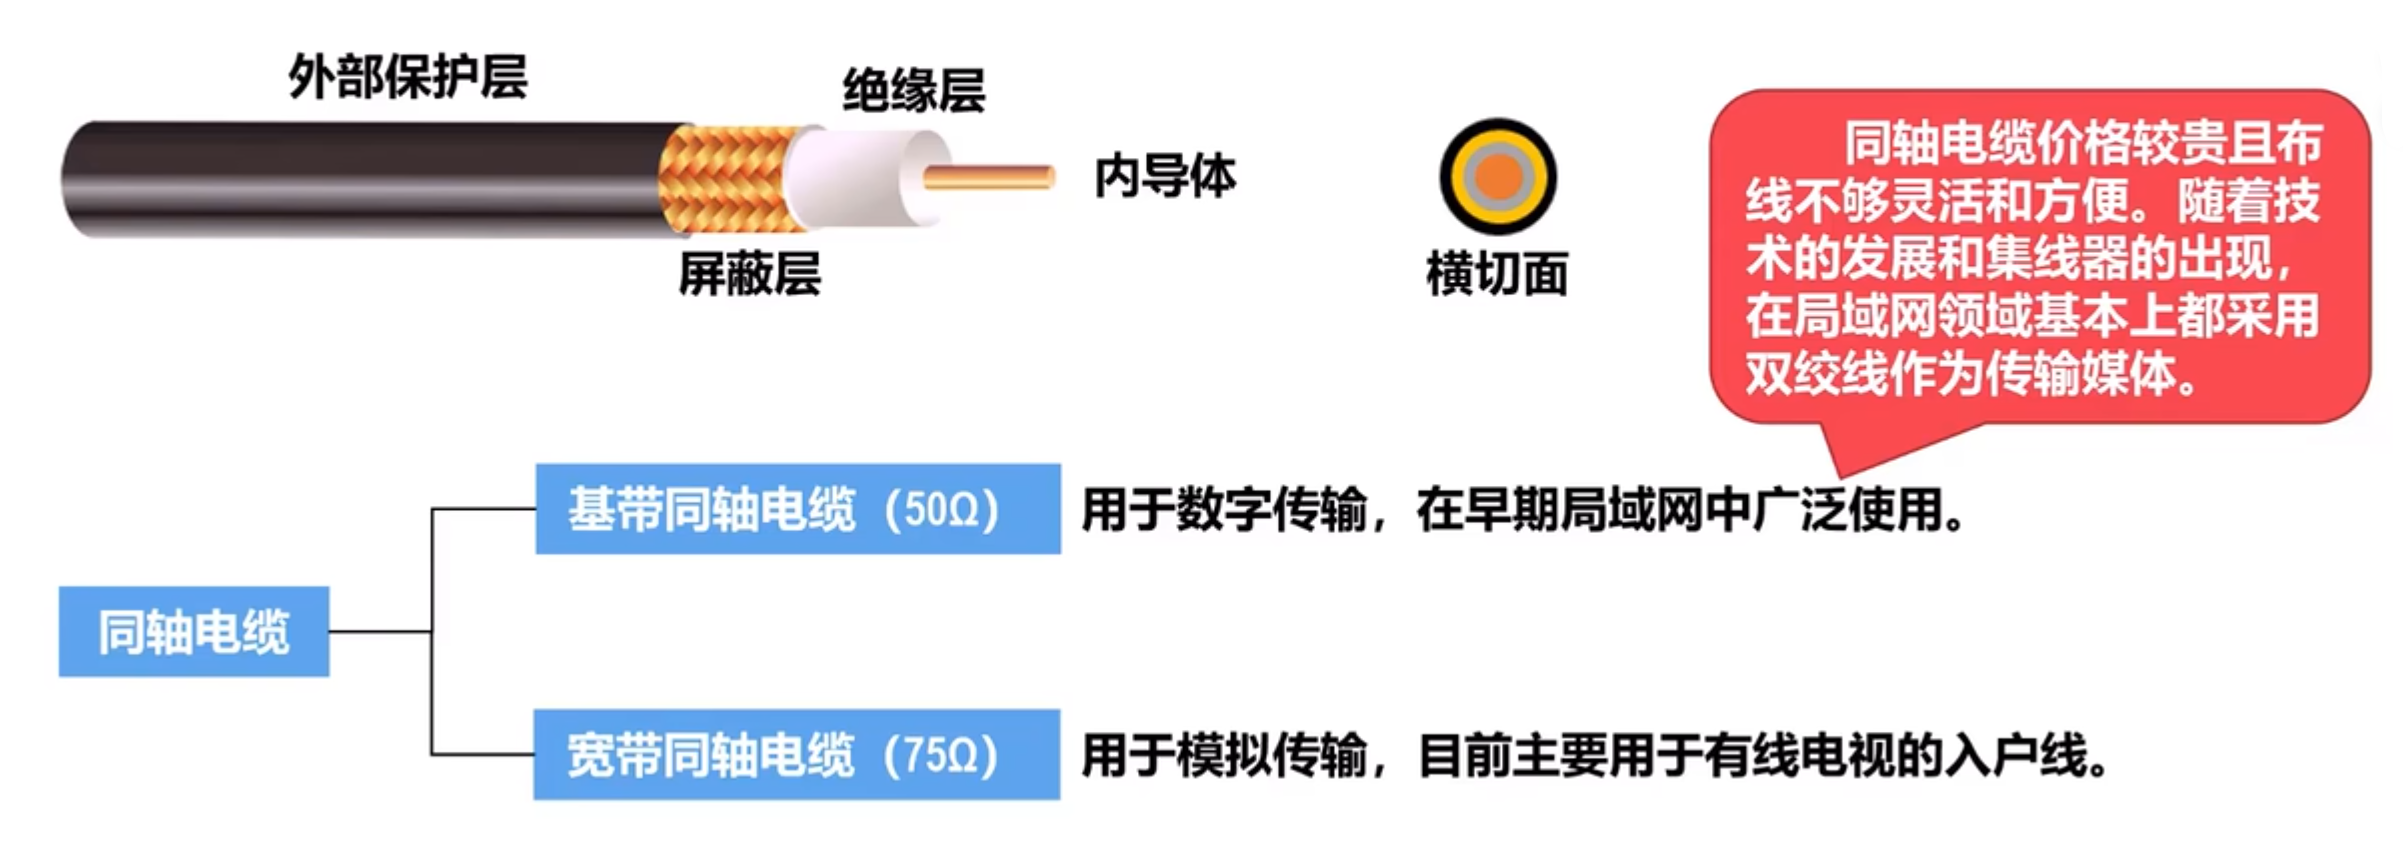 外部保护层
绝缘层
内导体
屏蔽层
横切面
同轴电缆价格较贵且布
线不够灵活和方便。随着技
术的发展和集线器的出现，
在局域网领域基本上都采用
双绞线作为传输媒体。
基带同轴电缆（50Ω）
用于数字传输，在早期局域网中广泛使用。
同轴电缆
宽带同轴电缆（75Ω）
用于模拟传输，目前主要用于有线电视的入户线。